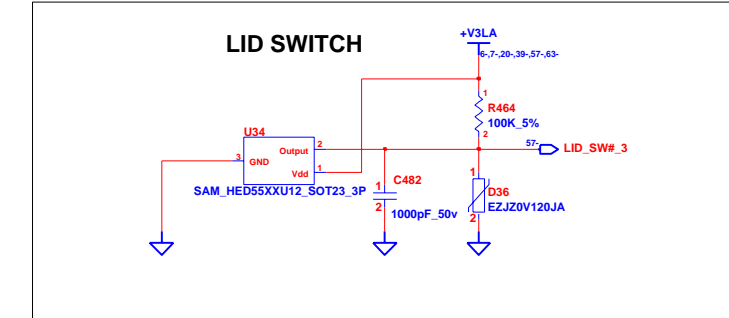 LID SWITCH
+V3LA
6-,7-,20-,39-,57-,63-
1
R464
100K_5%
2
U34
3
GND
Output
2
Vdd
1
SAM_HED55XXU12_SOT23_3P
57-
LID_SW#_3
C482
1
2
1000pF_50v
1
D36
EZJZ0V120JA
2